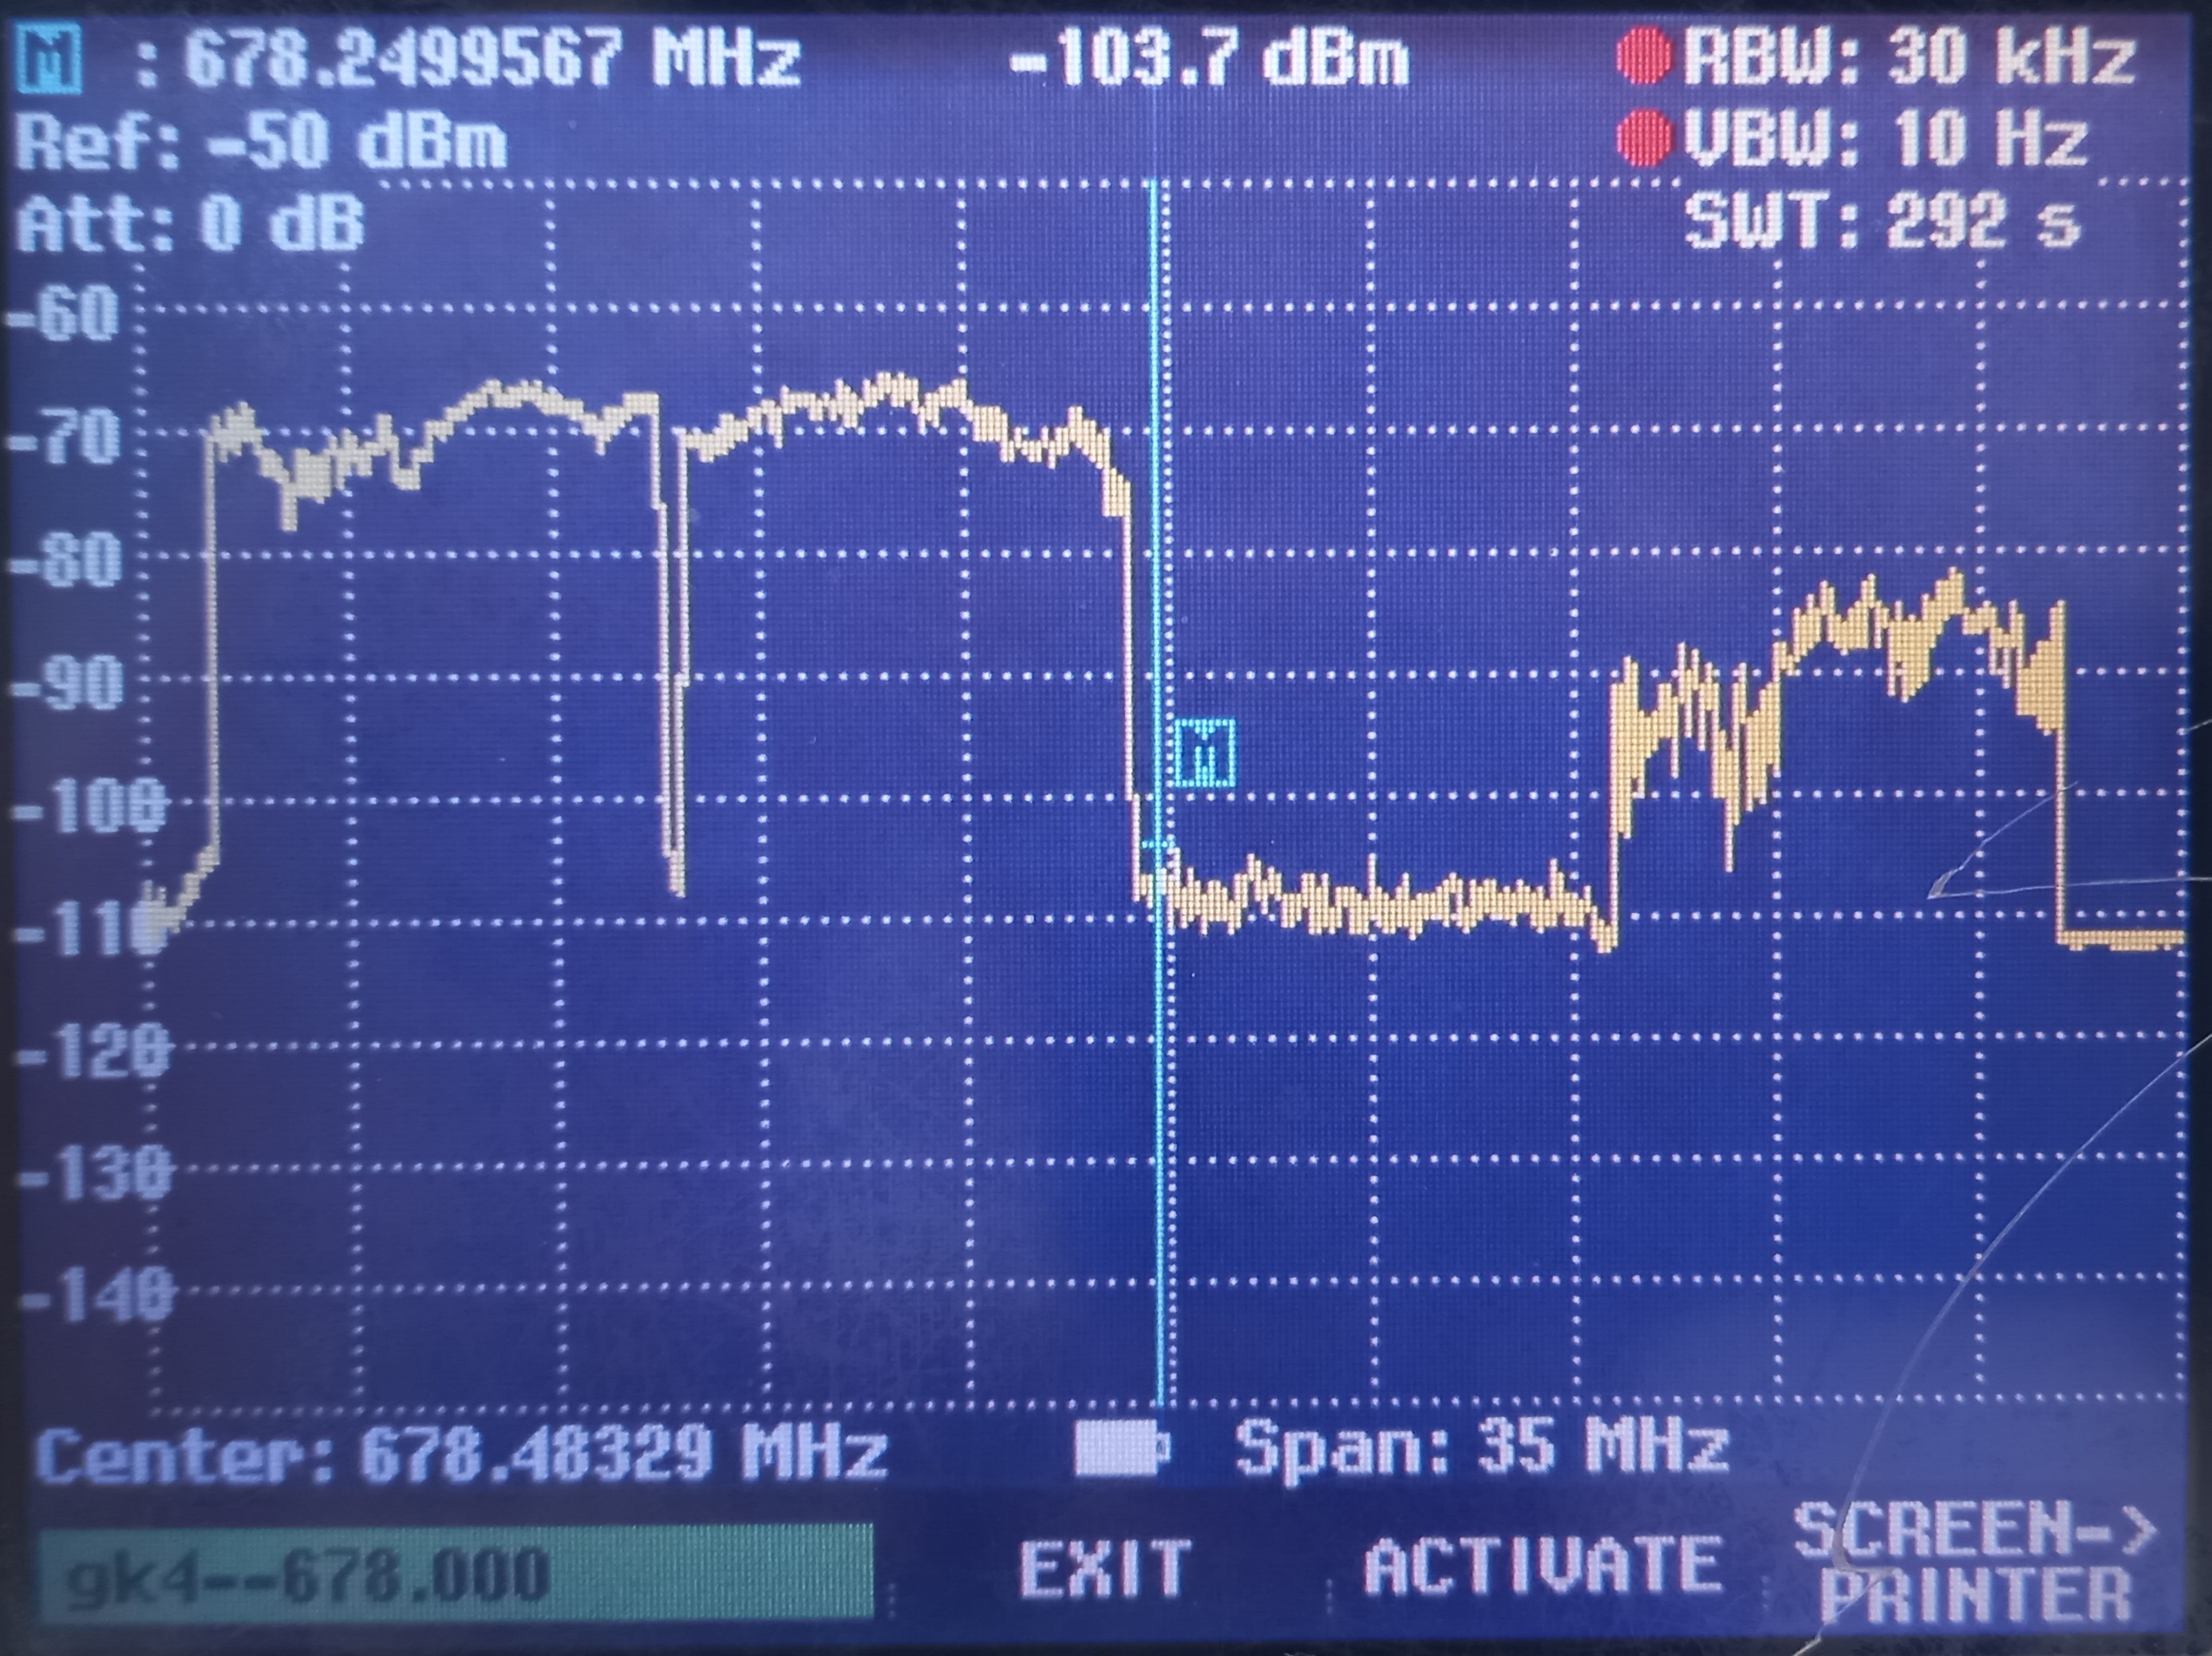 M : 678.2499567 MHz -103.7 dBm
RBW: 30 kHz
Ref: -50 dBm
VBW: 10 Hz
Att: 0 dB
SWT: 292 s
-60
-70
-80
-90
M
-100
-110
-120
-130
-140
Center: 678.48329 MHz Span: 35 MHz
gk4--678.000
EXIT
ACTIVATE
SCREEN->
PRINTER